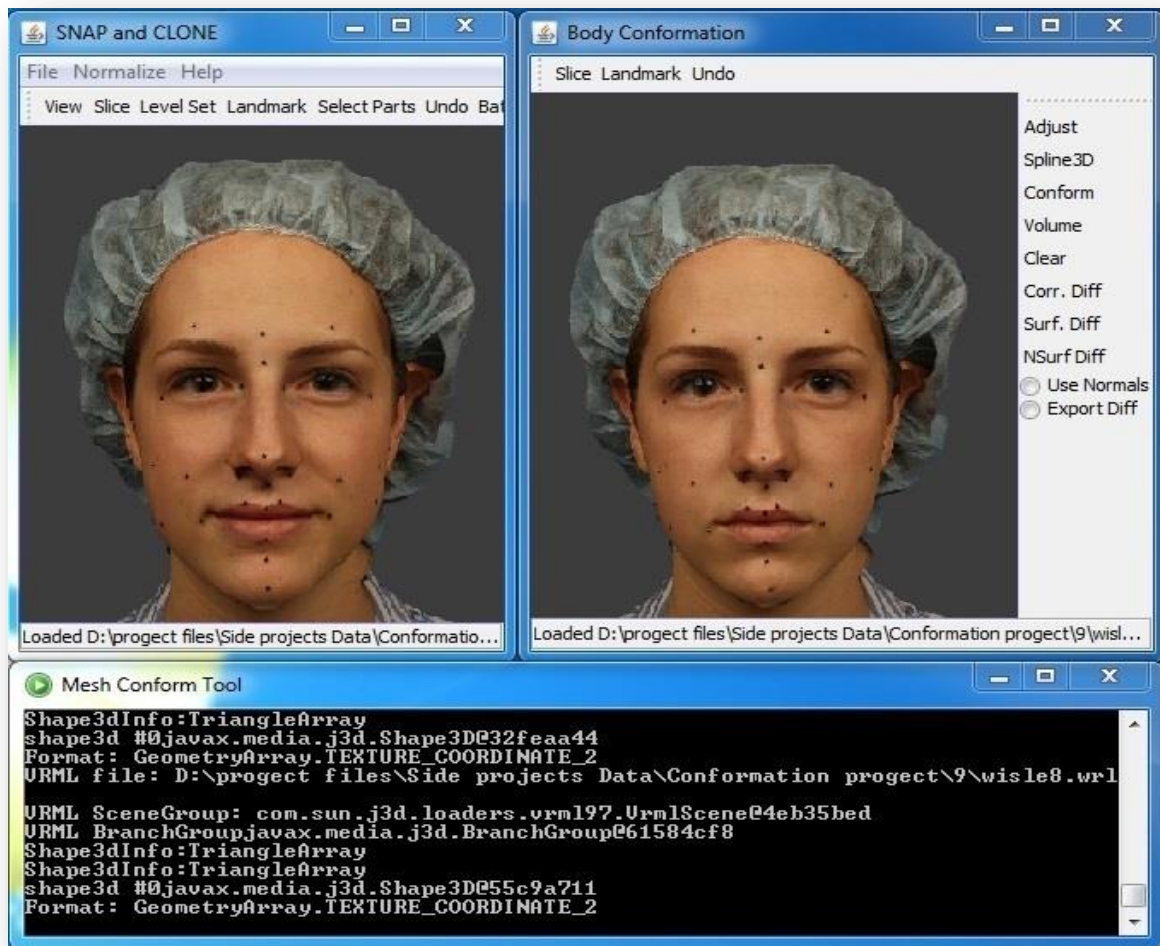 SNAP and CLONE
File Normalize Help
View Slice Level Set Landmark Select Parts Undo Bat
Loaded D:\progect files\Side projects Data\Conformatio...
Body Conformation
Slice Landmark Undo
Adjust
Spline3D
Conform
Volume
Clear
Corr. Diff
Surf. Diff
NSurf Diff
Use Normals
Export Diff
Loaded D:\progect files\Side projects Data\Conformation progect\9\wisl...
Mesh Conform Tool
Shape3dInfo:TriangleArray
shape3d #0javax.media.j3d.Shape3D@32feaa44
Format: GeometryArray.TEXTURE_COORDINATE_2
VRML file: D:\progect files\Side projects Data\Conformation progect\9\wisle8.wrl
VRML SceneGroup: com.sun.j3d.loaders.vrml97.VrmlScene@4eb35bed
VRML BranchGroupjavax.media.j3d.BranchGroup@61584cf8
Shape3dInfo:TriangleArray
Shape3dInfo:TriangleArray
shape3d #0javax.media.j3d.Shape3D@55c9a711
Format: GeometryArray.TEXTURE_COORDINATE_2